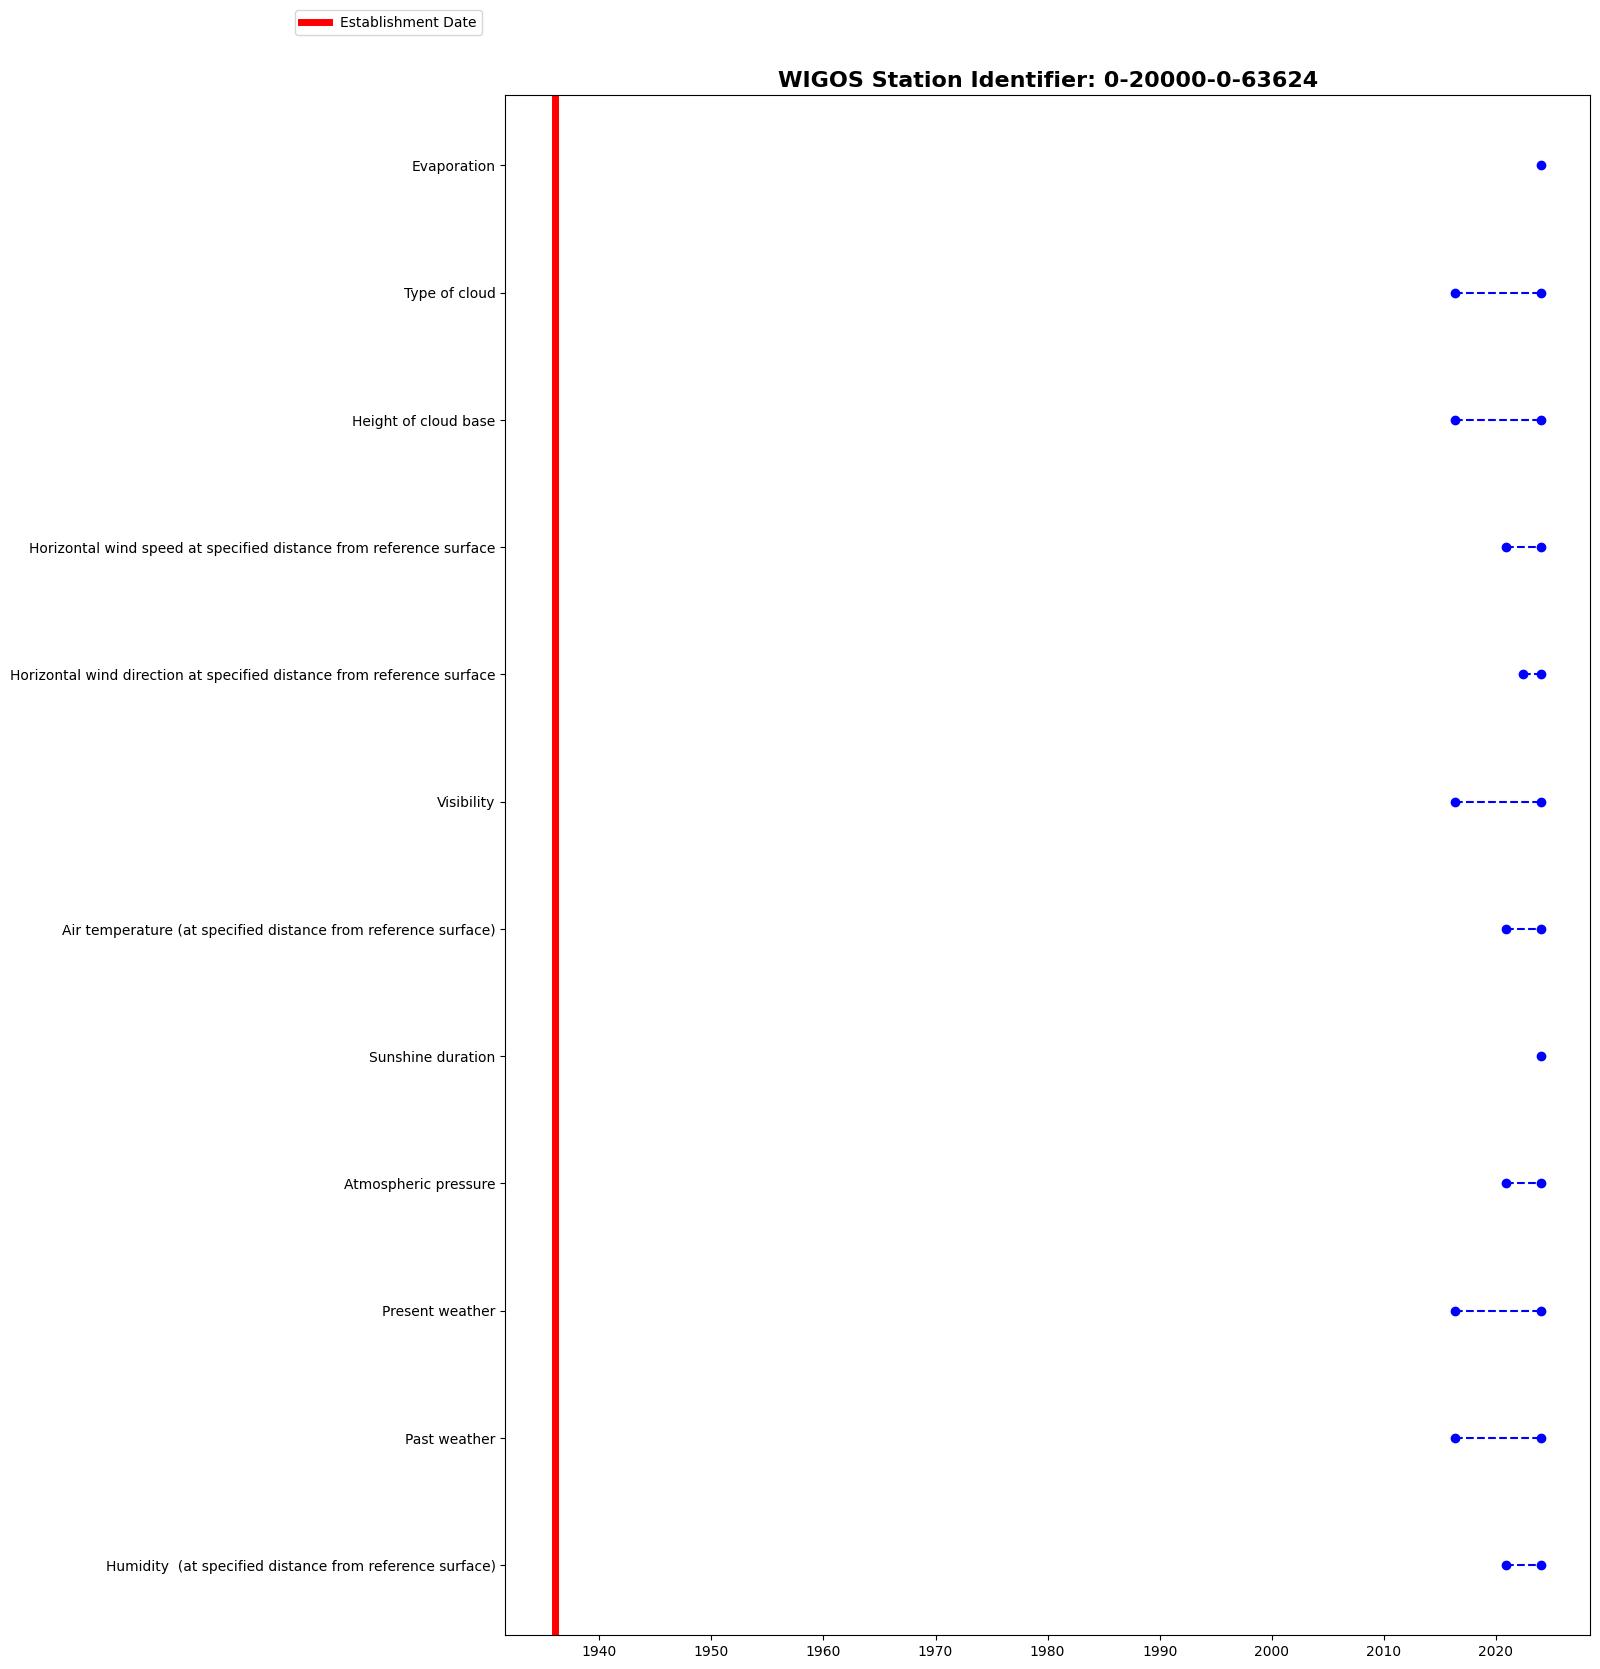 Establishment Date
WIGOS Station Identifier: 0-20000-0-63624
Evaporation
Type of cloud
Height of cloud base
Horizontal wind speed at specified distance from reference surface
Horizontal wind direction at specified distance from reference surface
Visibility
Air temperature (at specified distance from reference surface)
Sunshine duration
Atmospheric pressure
Present weather
Past weather
Humidity  (at specified distance from reference surface)
1940 1950 1960 1970 1980 1990 2000 2010 2020